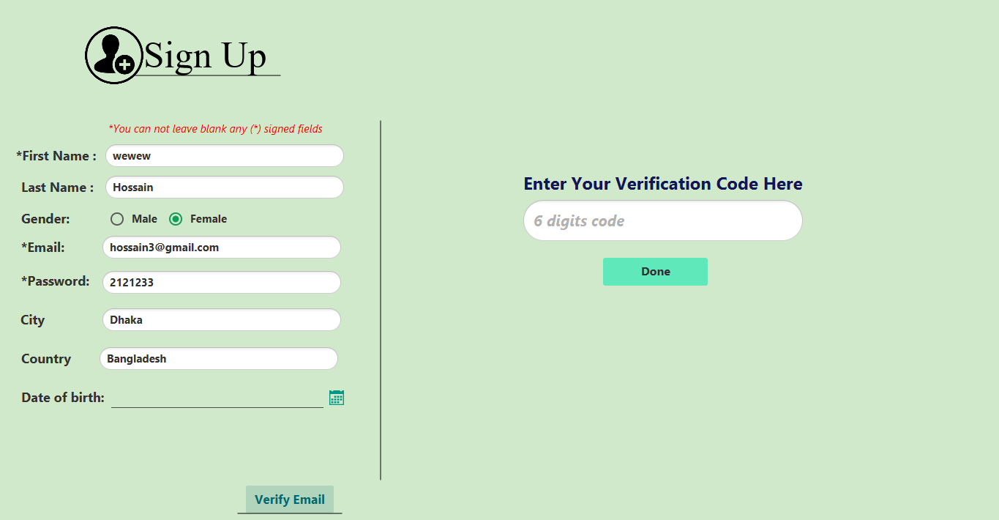 Sign Up
*You can not leave blank any (*) signed fields
*First Name : wewew
Last Name : Hossain
Gender: Male Female
*Email: hossain3@gmail.com
*Password: 2121233
City Dhaka
Country Bangladesh
Date of birth:
Verify Email
Enter Your Verification Code Here
6 digits code
Done